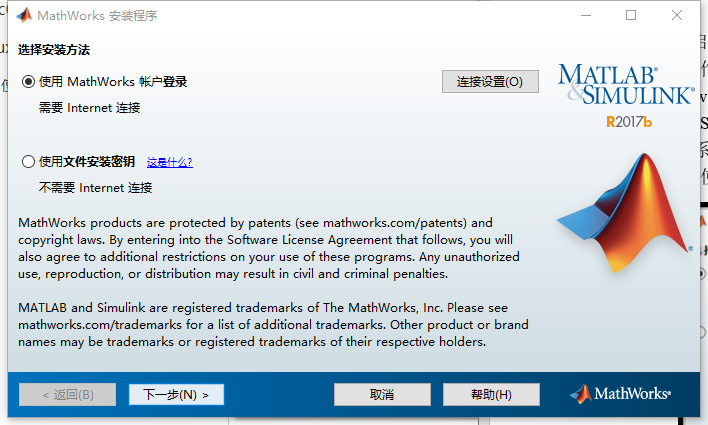 MathWorks 安装程序
选择安装方法
使用 MathWorks 帐户登录
连接设置(O)
需要 Internet 连接
MATLAB®
&SIMULINK®
R2017b
使用文件安装密钥 这是什么?
不需要 Internet 连接
MathWorks products are protected by patents (see mathworks.com/patents) and
copyright laws. By entering into the Software License Agreement that follows, you will
also agree to additional restrictions on your use of these programs. Any unauthorized
use, reproduction, or distribution may result in civil and criminal penalties.
MATLAB and Simulink are registered trademarks of The MathWorks, Inc. Please see
mathworks.com/trademarks for a list of additional trademarks. Other product or brand
names may be trademarks or registered trademarks of their respective holders.
< 返回(B) 下一步(N) > 取消 帮助(H) MathWorks®